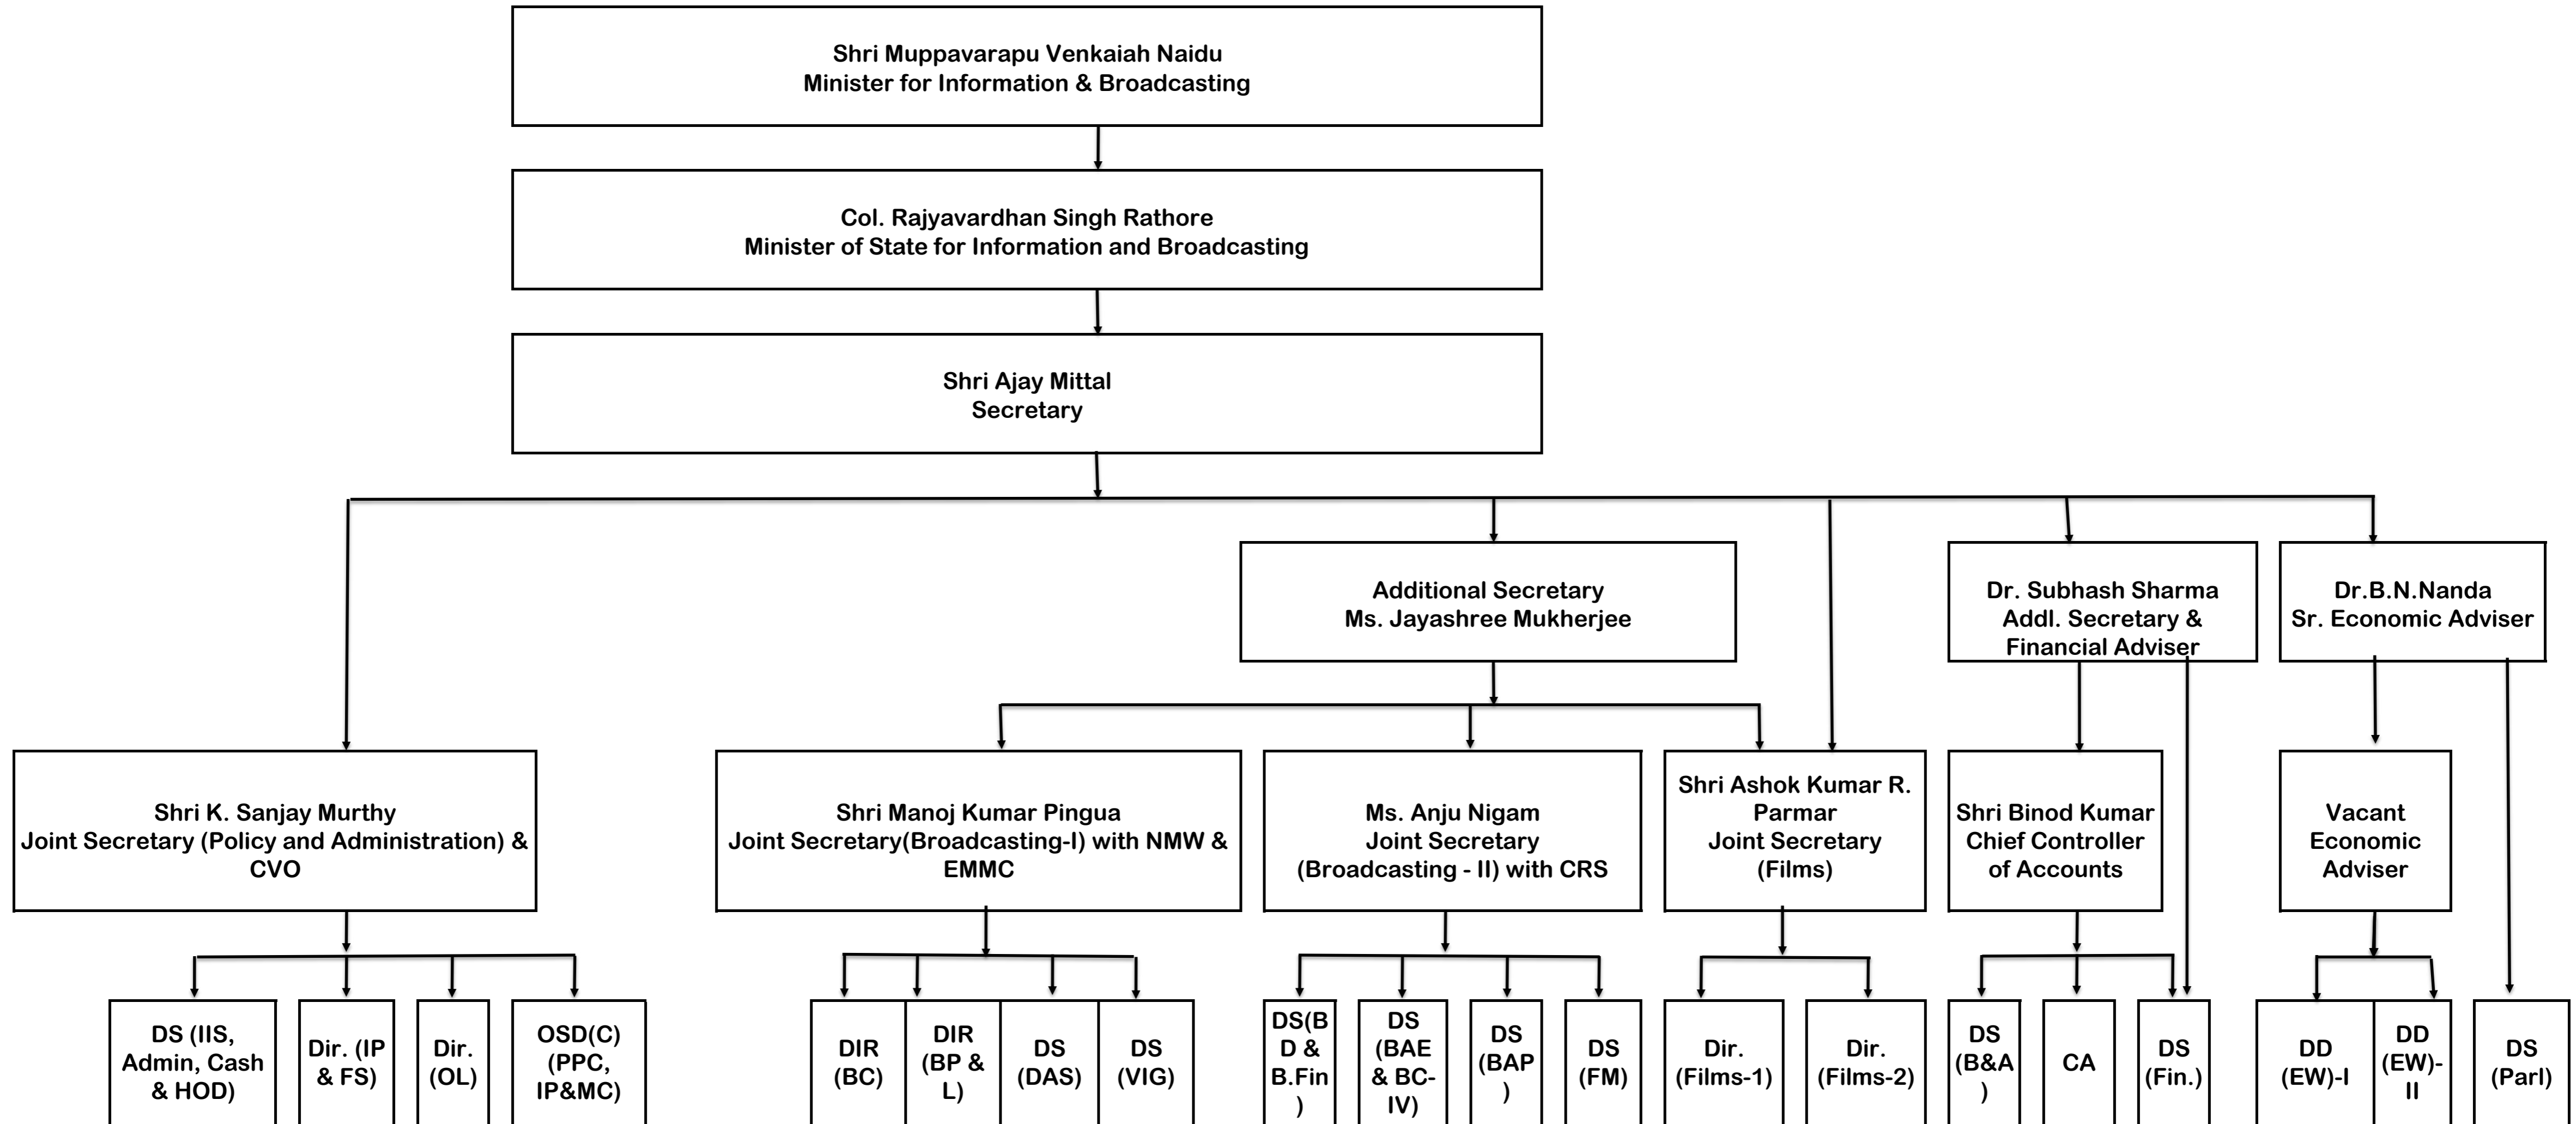 Shri Muppavarapu Venkaiah Naidu
Minister for Information & Broadcasting
Col. Rajyavardhan Singh Rathore
Minister of State for Information and Broadcasting
Shri Ajay Mittal
Secretary
Additional Secretary
Ms. Jayashree Mukherjee
Dr. Subhash Sharma
Addl. Secretary &
Financial Adviser
Dr.B.N.Nanda
Sr. Economic Adviser
Shri K. Sanjay Murthy
Joint Secretary (Policy and Administration) &
CVO
Shri Manoj Kumar Pingua
Joint Secretary(Broadcasting-I) with NMW &
EMMC
Ms. Anju Nigam
Joint Secretary
(Broadcasting - II) with CRS
Shri Ashok Kumar R.
Parmar
Joint Secretary
(Films)
Shri Binod Kumar
Chief Controller
of Accounts
Vacant
Economic
Adviser
DS (IIS,
Admin, Cash
& HOD)
Dir. (IP
& FS)
Dir.
(OL)
OSD(C)
(PPC,
IP&MC)
DIR
(BC)
DIR
(BP &
L)
DS
(DAS)
DS
(VIG)
DS(B
D &
B.Fin
)
DS
(BAE
& BC-
IV)
DS
(BAP
)
DS
(FM)
Dir.
(Films-1)
Dir.
(Films-2)
DS
(B&A
)
CA
DS
(Fin.)
DD
(EW)-I
DD
(EW)-
II
DS
(Parl)